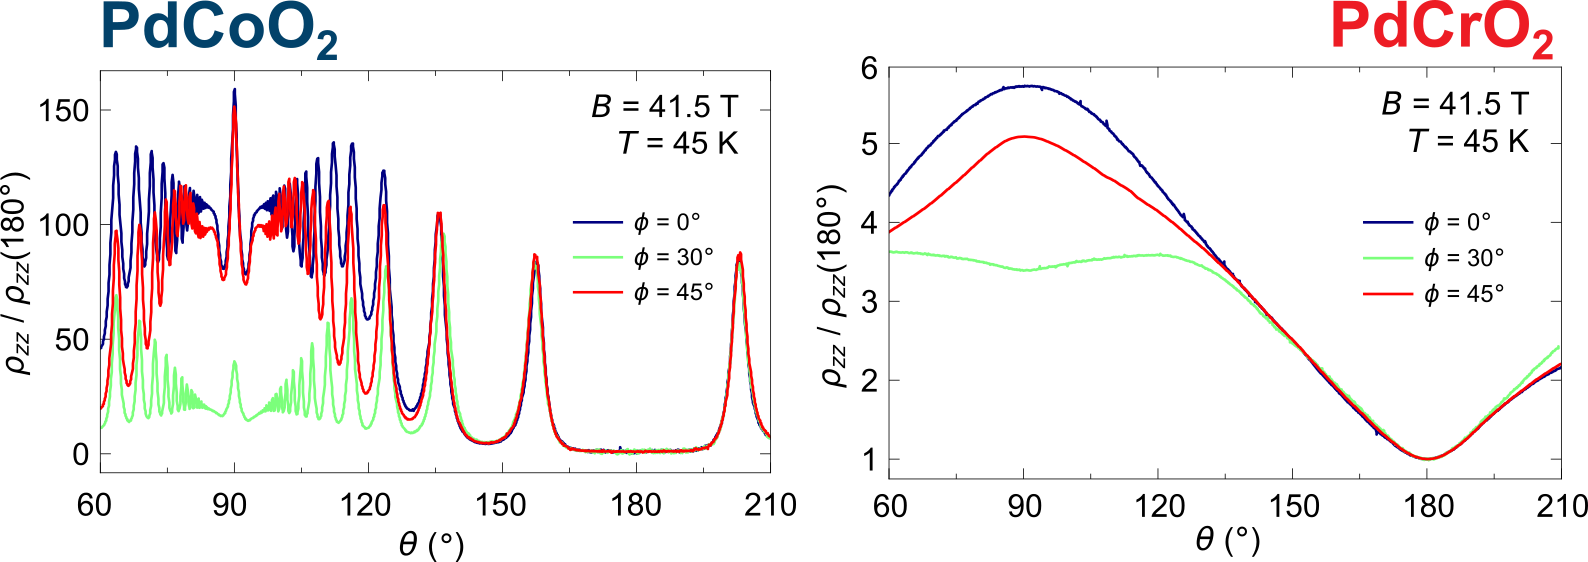 PdCoO₂
150
100
50
0
60 90 120 150 180 210
ρzz / ρzz(180°)
θ (°)
B = 41.5 T
T = 45 K
ϕ = 0°
ϕ = 30°
ϕ = 45°
PdCrO₂
6
5
4
3
2
1
60 90 120 150 180 210
ρzz / ρzz(180°)
θ (°)
B = 41.5 T
T = 45 K
ϕ = 0°
ϕ = 30°
ϕ = 45°